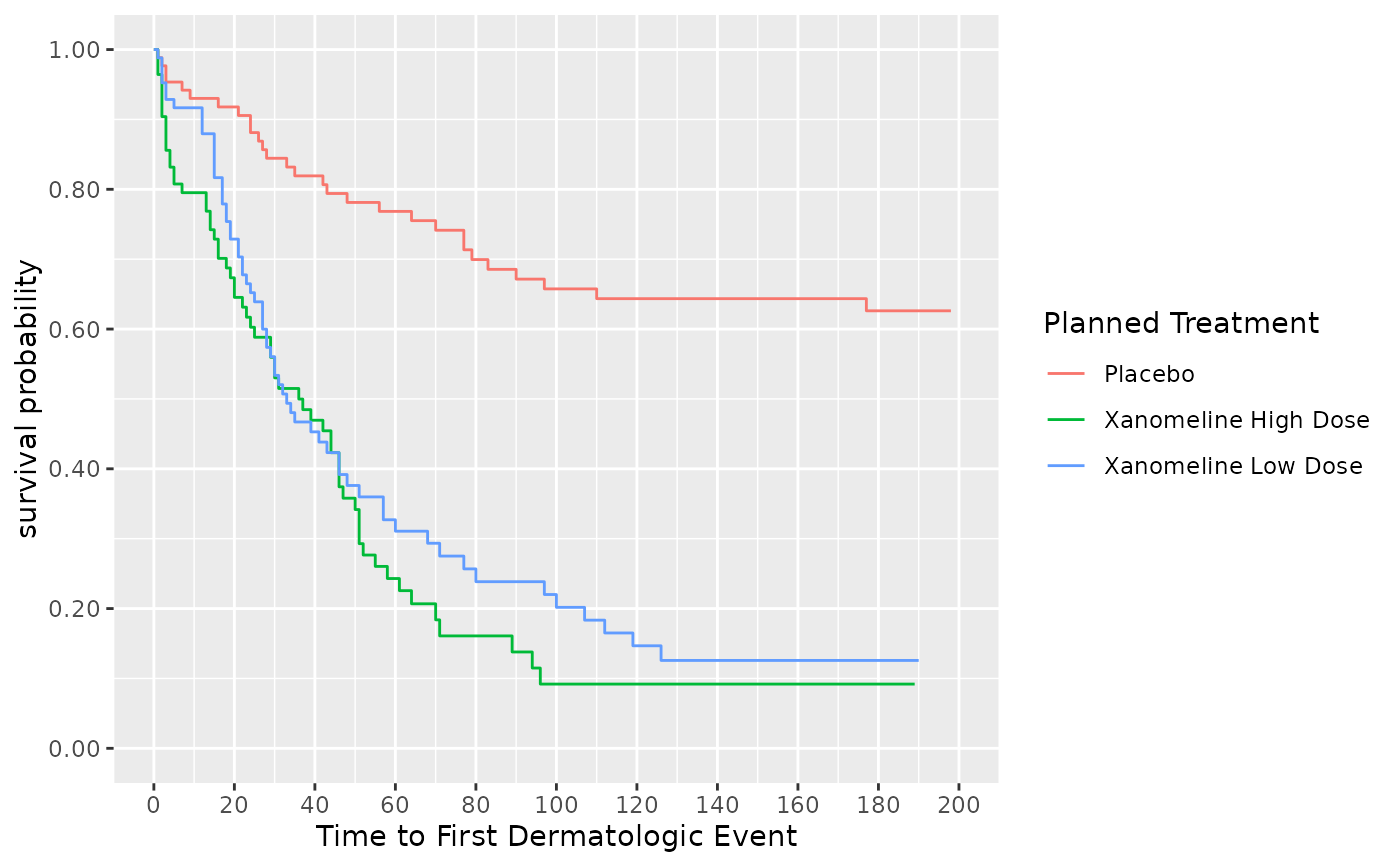 1.00
0.80
0.60
0.40
0.20
0.00
survival probability
0 20 40 60 80 100 120 140 160 180 200
Time to First Dermatologic Event
Planned Treatment
Placebo
Xanomeline High Dose
Xanomeline Low Dose